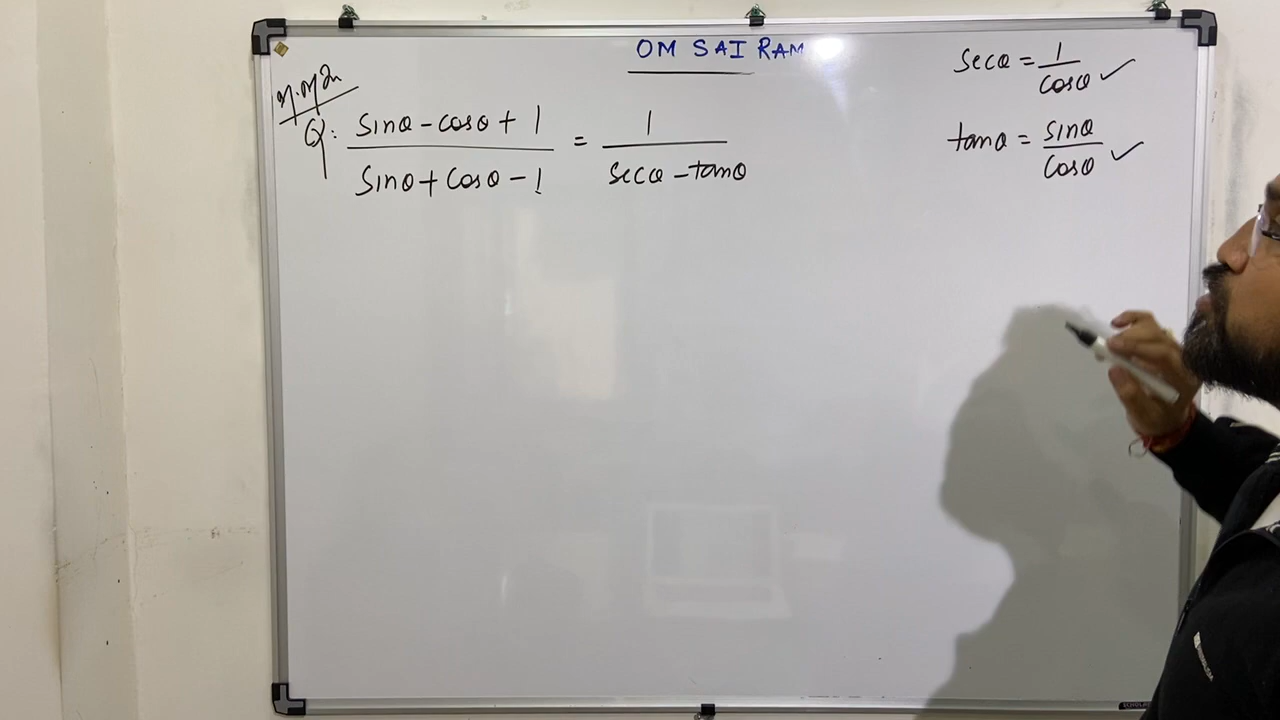 OM SAI RAM
Q: (sinθ - cosθ + 1) / (sinθ + cosθ - 1) = 1 / (secθ - tanθ)
secθ = 1 / cosθ ✓
tanθ = sinθ / cosθ ✓